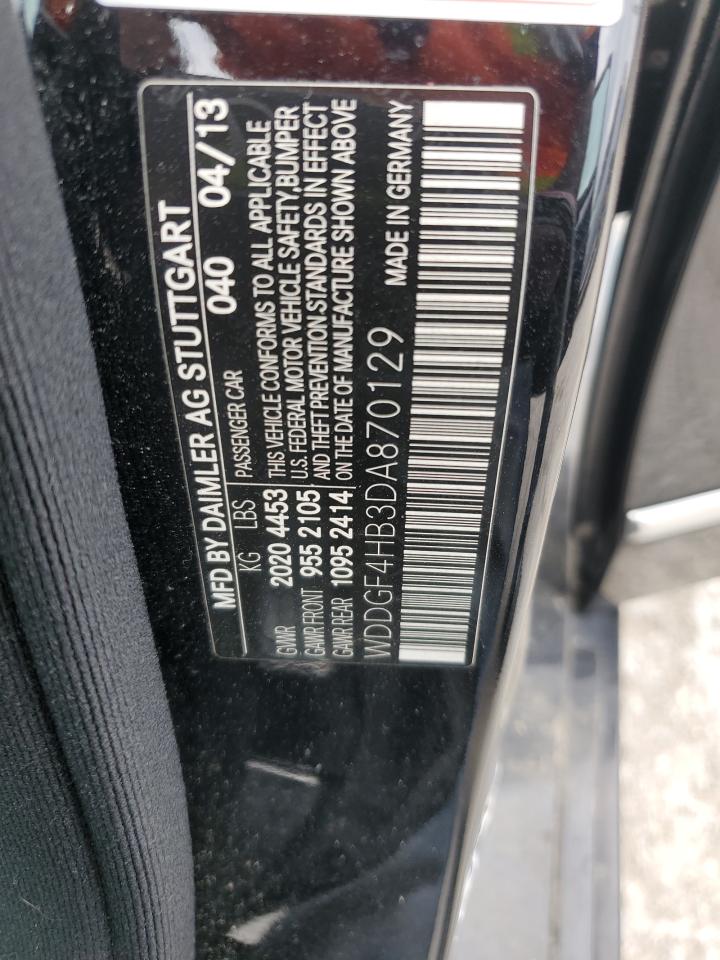 MFD BY DAIMLER AG STUTTGART
KG LBS 040 04/13
PASSENGER CAR
GVWR 2020 4453
GAWR FRONT 955 2105
GAWR REAR 1095 2414
THIS VEHICLE CONFORMS TO ALL APPLICABLE
U.S. FEDERAL MOTOR VEHICLE SAFETY,BUMPER
AND THEFT PREVENTION-STANDARDS IN EFFECT
ON THE DATE OF MANUFACTURE SHOWN ABOVE
WDDGF4HB3DA870129 MADE IN GERMANY